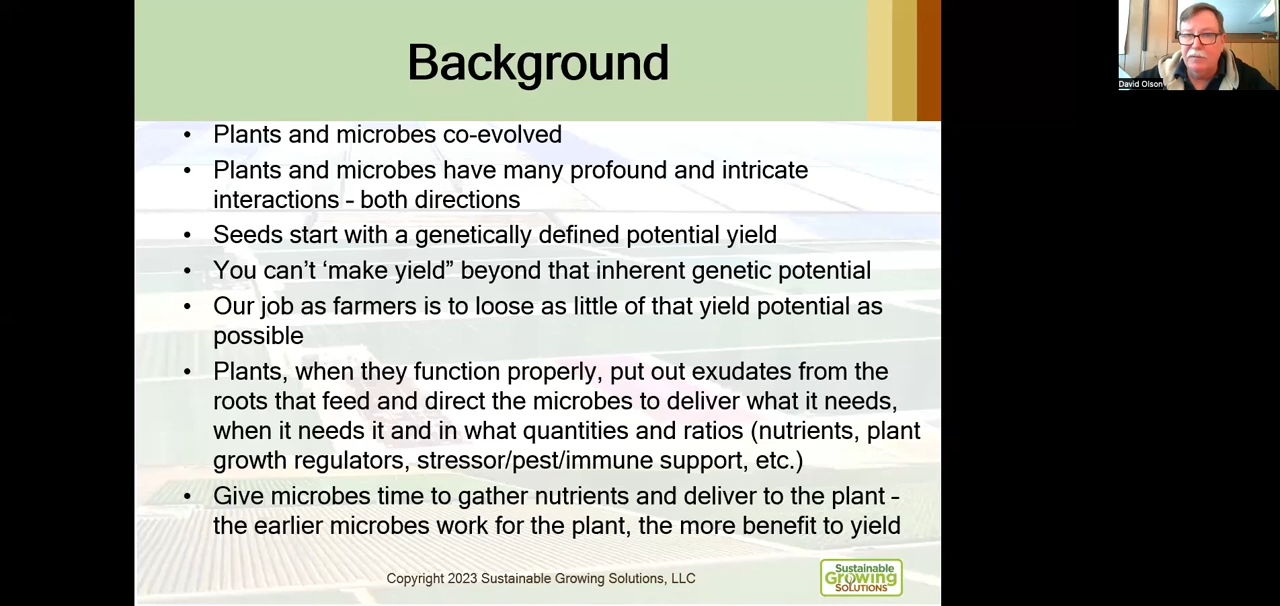 Background
David Olson
• Plants and microbes co-evolved
• Plants and microbes have many profound and intricate
interactions – both directions
• Seeds start with a genetically defined potential yield
• You can't 'make yield" beyond that inherent genetic potential
• Our job as farmers is to loose as little of that yield potential as
possible
• Plants, when they function properly, put out exudates from the
roots that feed and direct the microbes to deliver what it needs,
when it needs it and in what quantities and ratios (nutrients, plant
growth regulators, stressor/pest/immune support, etc.)
• Give microbes time to gather nutrients and deliver to the plant –
the earlier microbes work for the plant, the more benefit to yield
Copyright 2023 Sustainable Growing Solutions, LLC
Sustainable
Growing
SOLUTIONS